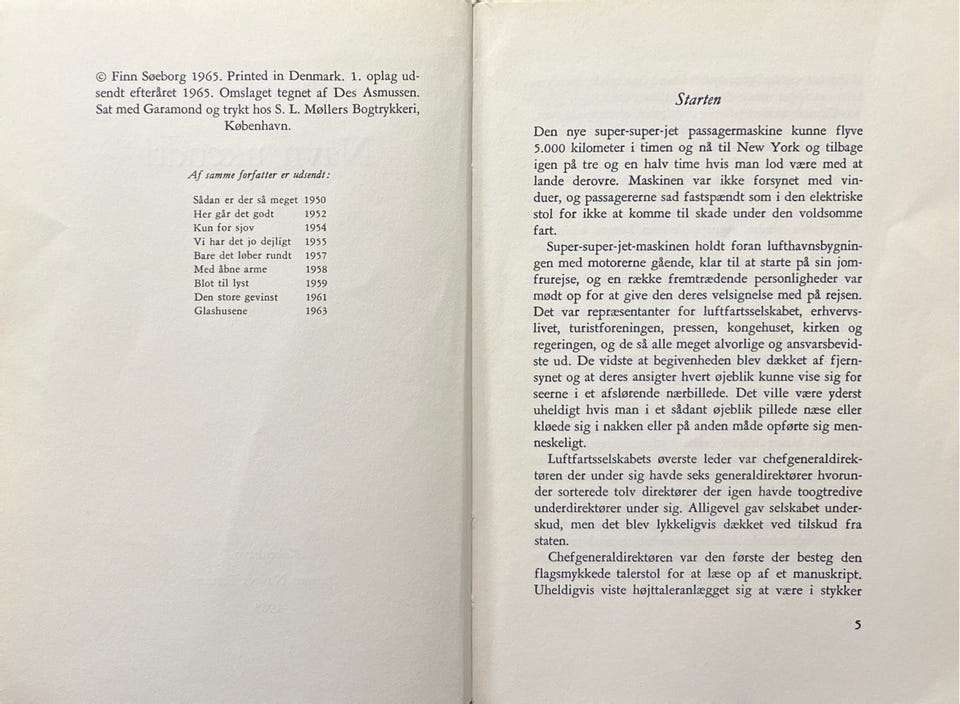 © Finn Søeborg 1965. Printed in Denmark. 1. oplag ud-
sendt efteråret 1965. Omslaget tegnet af Des Asmussen.
Sat med Garamond og trykt hos S. L. Møllers Bogtrykkeri,
København.
Af samme forfatter er udsendt:
Sådan er der så meget 1950
Her går det godt 1952
Kun for sjov 1954
Vi har det jo dejligt 1955
Bare det løber rundt 1957
Med åbne arme 1958
Blot til lyst 1959
Den store gevinst 1961
Glashusene 1963
Starten
Den nye super-super-jet passagermaskine kunne flyve
5.000 kilometer i timen og nå til New York og tilbage
igen på tre og en halv time hvis man lod være med at
lande derovre. Maskinen var ikke forsynet med vin-
duer, og passagererne sad fastspændt som i den elektriske
stol for ikke at komme til skade under den voldsomme
fart.
Super-super-jet-maskinen holdt foran lufthavnsbygnin-
gen med motorerne gående, klar til at starte på sin jom-
frurejse, og en række fremtrædende personligheder var
mødt op for at give den deres velsignelse med på rejsen.
Det var repræsentanter for luftfartsselskabet, erhvervs-
livet, turistforeningen, pressen, kongehuset, kirken og
regeringen, og de så alle meget alvorlige og ansvarsbevid-
ste ud. De vidste at begivenheden blev dækket af fjern-
synet og at deres ansigter hvert øjeblik kunne vise sig for
seerne i et afslørende nærbillede. Det ville være yderst
uheldigt hvis man i et sådant øjeblik pillede næse eller
kløede sig i nakken eller på anden måde opførte sig men-
neskeligt.
Luftfartsselskabets øverste leder var chefgeneraldirek-
tøren der under sig havde seks generaldirektører hvorun-
der sorterede tolv direktører der igen havde toogtredive
underdirektører under sig. Alligevel gav selskabet under-
skud, men det blev lykkeligvis dækket ved tilskud fra
staten.
Chefgeneraldirektøren var den første der besteg den
flagsmykkede talerstol for at læse op af et manuskript.
Uheldigvis viste højttaleranlægget sig at være i stykker
5